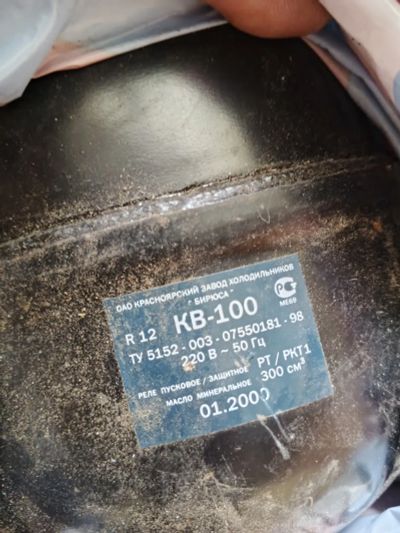 ОАО КРАСНОЯРСКИЙ ЗАВОД ХОЛОДИЛЬНИКОВ
" БИРЮСА "
R 12 КВ-100
МЕ69
ТУ 5152 - 003 - 07550181 - 98
220 В ~ 50 Гц
РЕЛЕ ПУСКОВОЕ / ЗАЩИТНОЕ РТ / РКТ1
МАСЛО МИНЕРАЛЬНОЕ 300 см³
01.2000